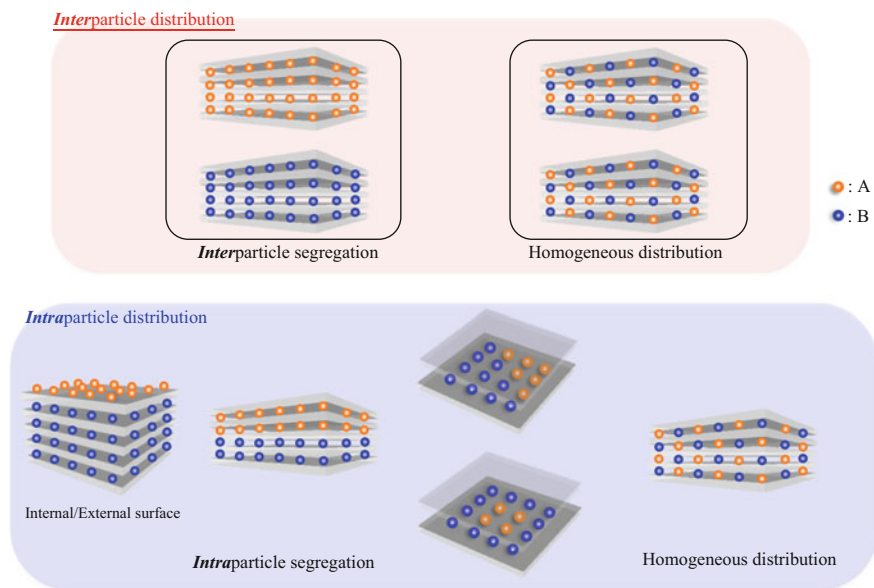 Interparticle distribution
: A
: B
Interparticle segregation
Homogeneous distribution
Intraparticle distribution
Internal/External surface
Intraparticle segregation
Homogeneous distribution